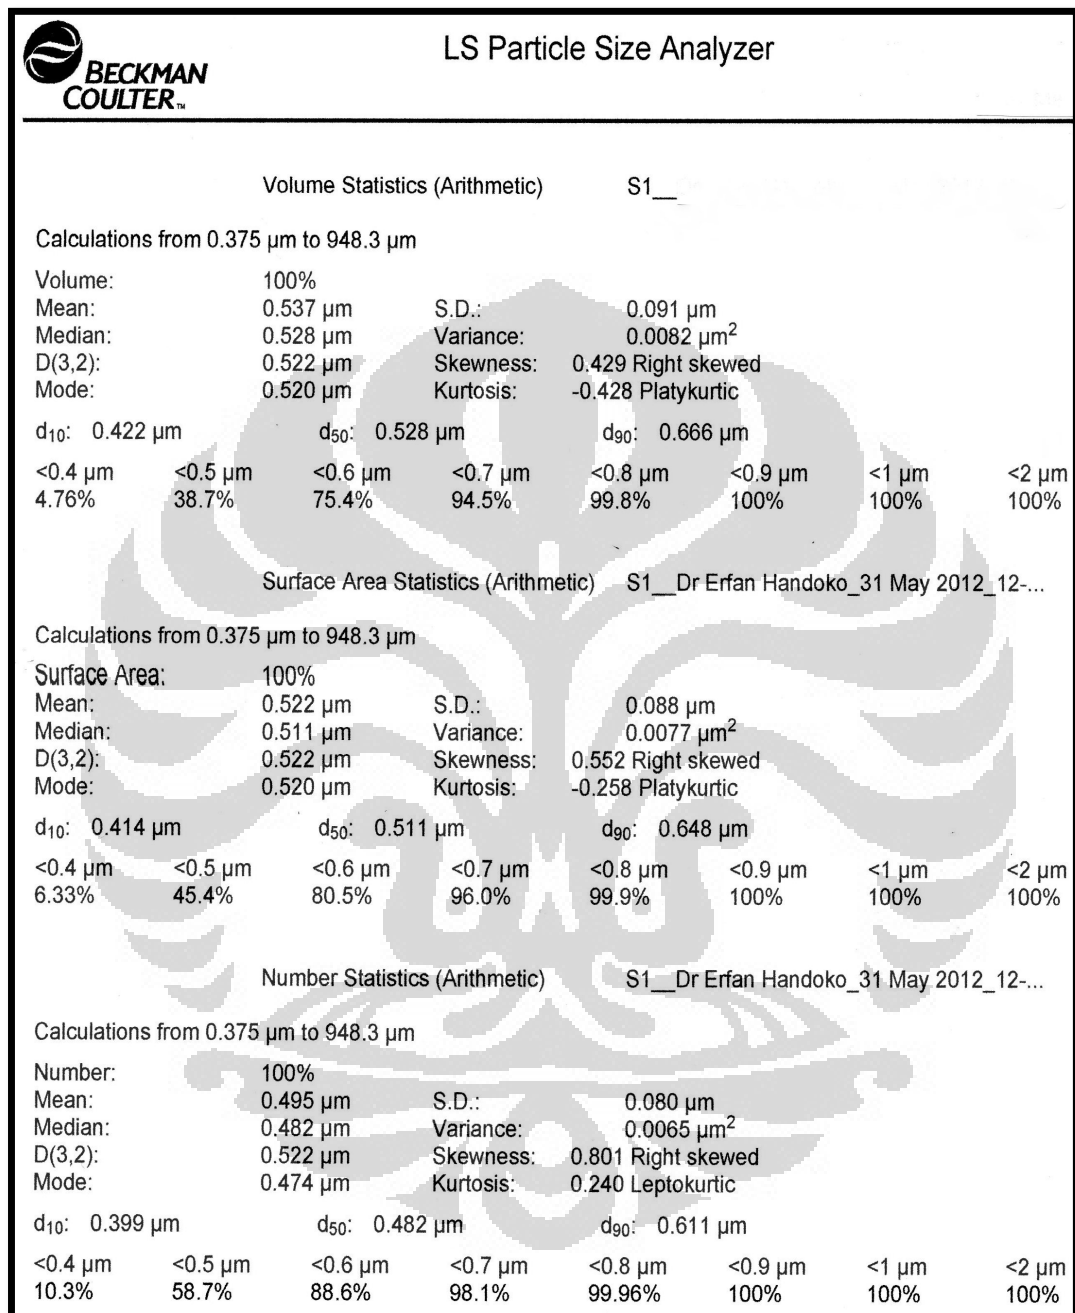 LS Particle Size Analyzer
BECKMAN
COULTER™
Volume Statistics (Arithmetic) S1__
Calculations from 0.375 µm to 948.3 µm
Volume: 100%
Mean: 0.537 µm S.D.: 0.091 µm
Median: 0.528 µm Variance: 0.0082 µm²
D(3,2): 0.522 µm Skewness: 0.429 Right skewed
Mode: 0.520 µm Kurtosis: -0.428 Platykurtic
d₁₀: 0.422 µm d₅₀: 0.528 µm d₉₀: 0.666 µm
<0.4 µm <0.5 µm <0.6 µm <0.7 µm <0.8 µm <0.9 µm <1 µm <2 µm
4.76% 38.7% 75.4% 94.5% 99.8% 100% 100% 100%
Surface Area Statistics (Arithmetic) S1__Dr Erfan Handoko_31 May 2012_12-...
Calculations from 0.375 µm to 948.3 µm
Surface Area: 100%
Mean: 0.522 µm S.D.: 0.088 µm
Median: 0.511 µm Variance: 0.0077 µm²
D(3,2): 0.522 µm Skewness: 0.552 Right skewed
Mode: 0.520 µm Kurtosis: -0.258 Platykurtic
d₁₀: 0.414 µm d₅₀: 0.511 µm d₉₀: 0.648 µm
<0.4 µm <0.5 µm <0.6 µm <0.7 µm <0.8 µm <0.9 µm <1 µm <2 µm
6.33% 45.4% 80.5% 96.0% 99.9% 100% 100% 100%
Number Statistics (Arithmetic) S1__Dr Erfan Handoko_31 May 2012_12-...
Calculations from 0.375 µm to 948.3 µm
Number: 100%
Mean: 0.495 µm S.D.: 0.080 µm
Median: 0.482 µm Variance: 0.0065 µm²
D(3,2): 0.522 µm Skewness: 0.801 Right skewed
Mode: 0.474 µm Kurtosis: 0.240 Leptokurtic
d₁₀: 0.399 µm d₅₀: 0.482 µm d₉₀: 0.611 µm
<0.4 µm <0.5 µm <0.6 µm <0.7 µm <0.8 µm <0.9 µm <1 µm <2 µm
10.3% 58.7% 88.6% 98.1% 99.96% 100% 100% 100%